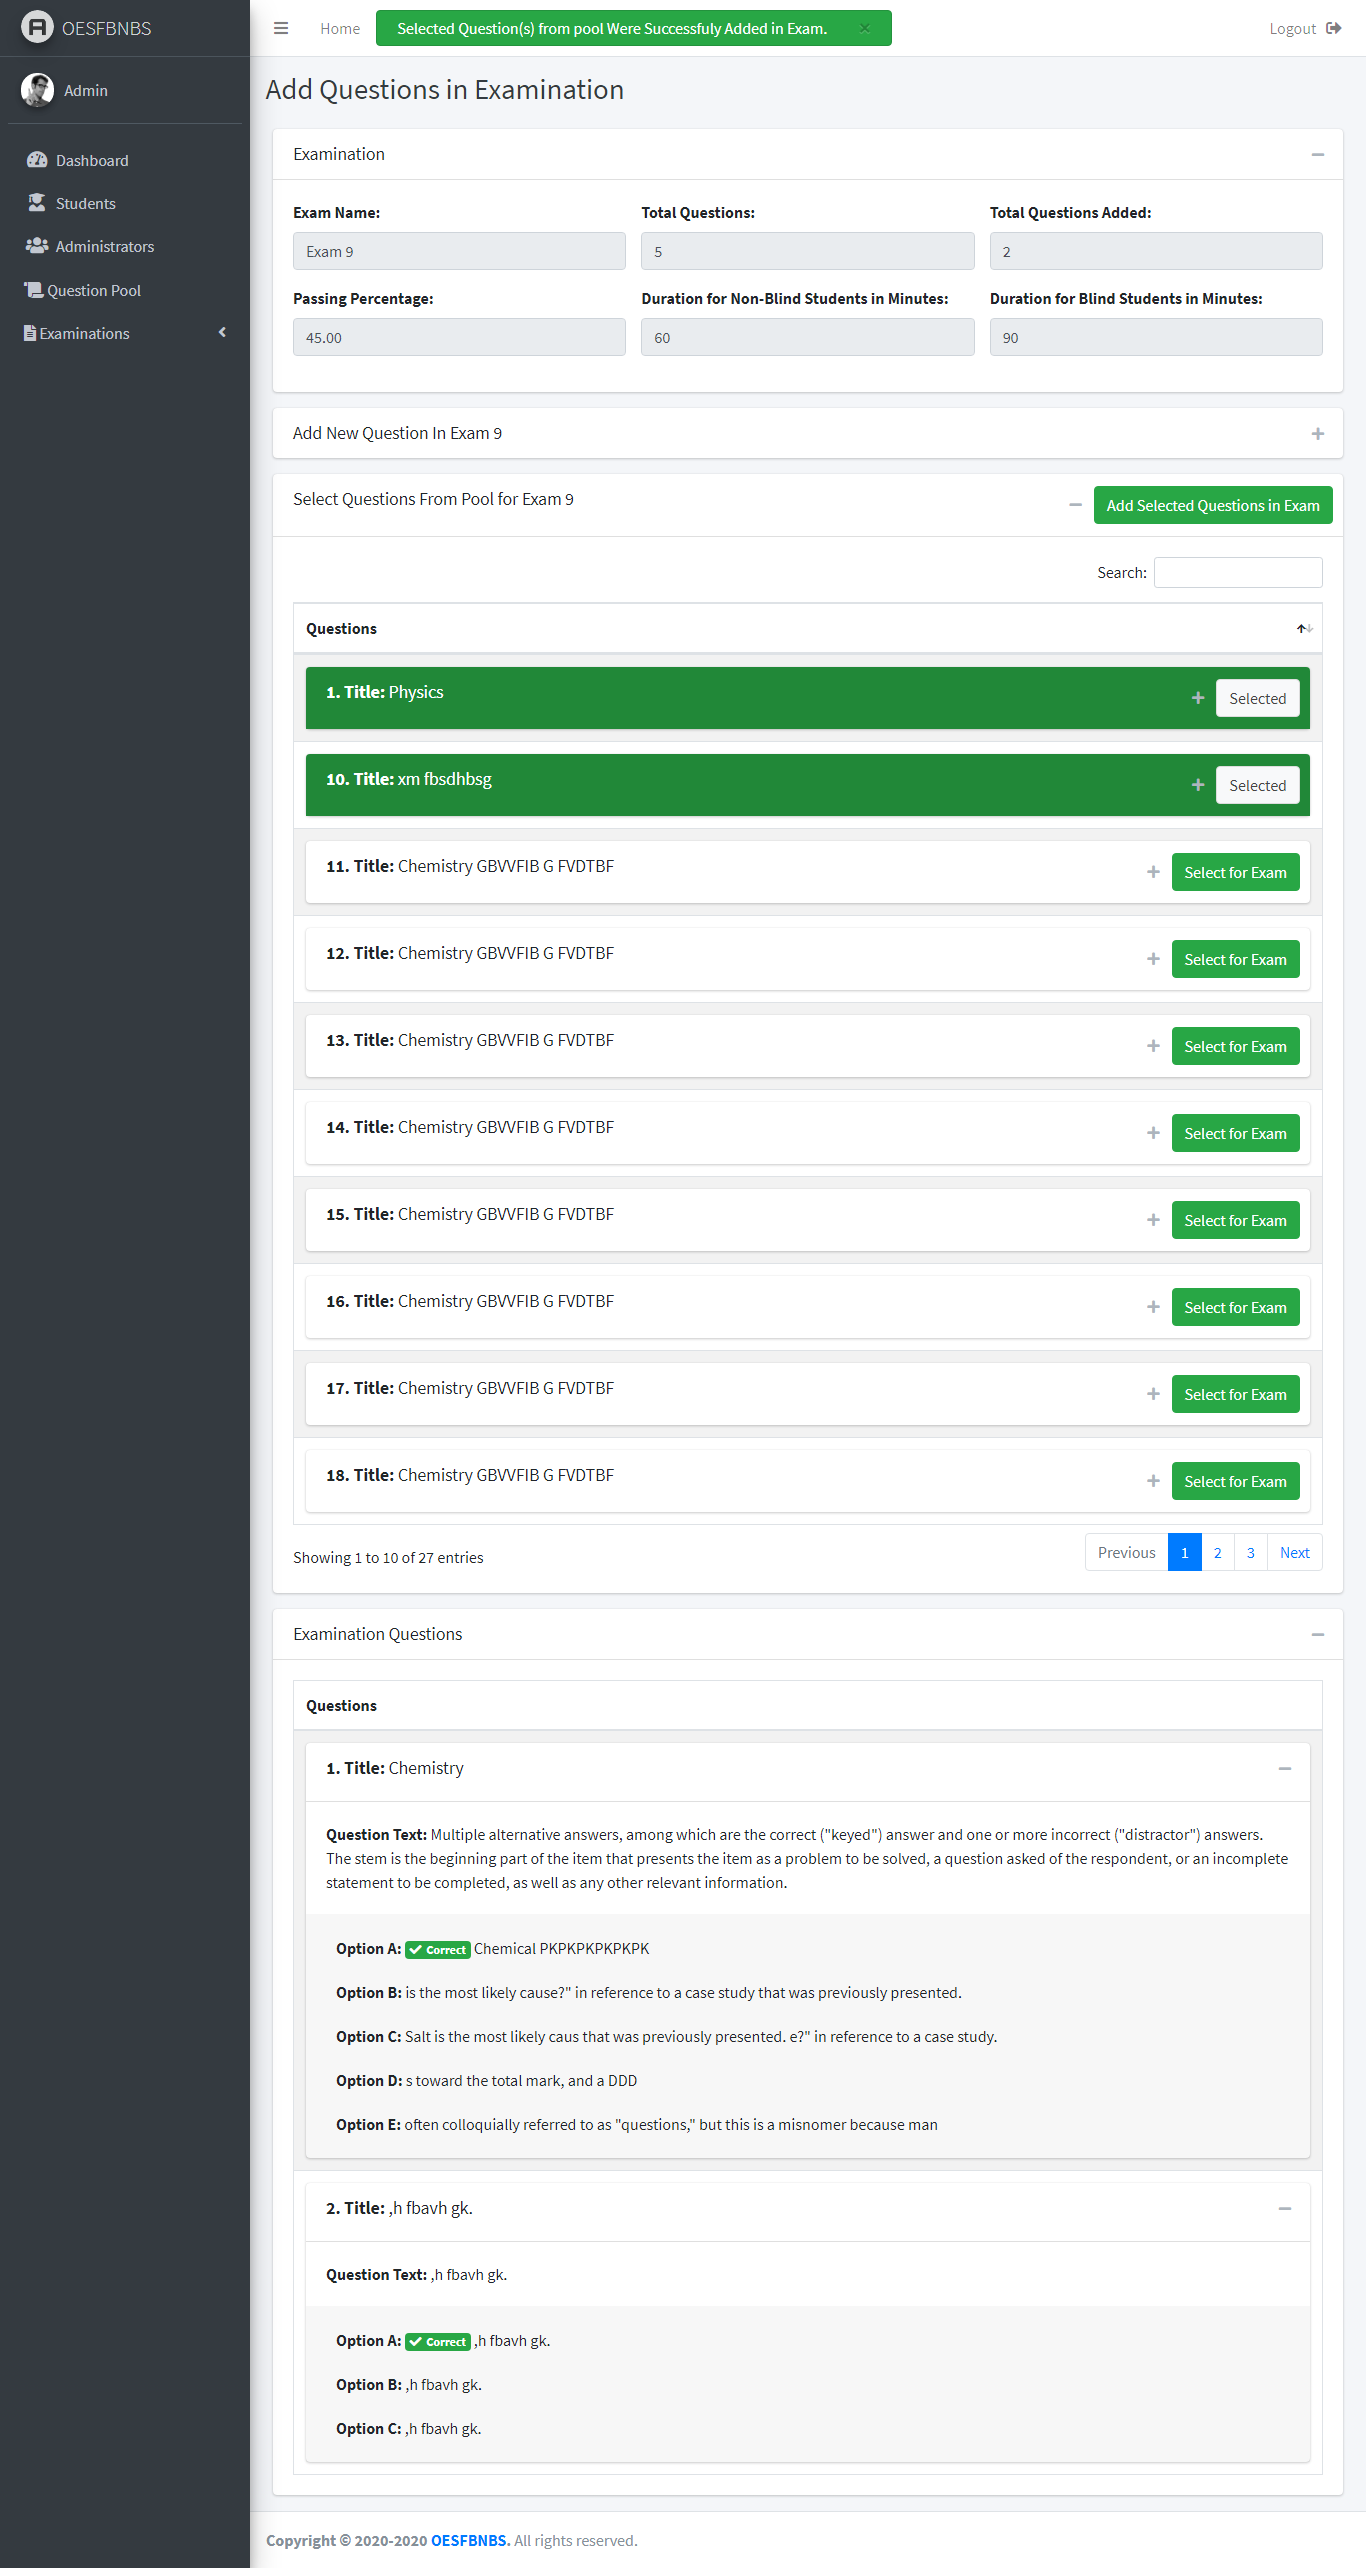 OESFBNBS
Home
Selected Question(s) from pool Were Successfuly Added in Exam. ×
Logout
Admin
Dashboard
Students
Administrators
Question Pool
Examinations
Add Questions in Examination
Examination
Exam Name: Total Questions: Total Questions Added:
Exam 9 5 2
Passing Percentage: Duration for Non-Blind Students in Minutes: Duration for Blind Students in Minutes:
45.00 60 90
Add New Question In Exam 9
Select Questions From Pool for Exam 9 Add Selected Questions in Exam
Search:
Questions
1. Title: Physics Selected
10. Title: xm fbsdhbsg Selected
11. Title: Chemistry GBVVFIB G FVDTBF Select for Exam
12. Title: Chemistry GBVVFIB G FVDTBF Select for Exam
13. Title: Chemistry GBVVFIB G FVDTBF Select for Exam
14. Title: Chemistry GBVVFIB G FVDTBF Select for Exam
15. Title: Chemistry GBVVFIB G FVDTBF Select for Exam
16. Title: Chemistry GBVVFIB G FVDTBF Select for Exam
17. Title: Chemistry GBVVFIB G FVDTBF Select for Exam
18. Title: Chemistry GBVVFIB G FVDTBF Select for Exam
Showing 1 to 10 of 27 entries Previous 1 2 3 Next
Examination Questions
Questions
1. Title: Chemistry
Question Text: Multiple alternative answers, among which are the correct ("keyed") answer and one or more incorrect ("distractor") answers.
The stem is the beginning part of the item that presents the item as a problem to be solved, a question asked of the respondent, or an incomplete
statement to be completed, as well as any other relevant information.
Option A: Correct Chemical PKPKPKPKPKPK
Option B: is the most likely cause?" in reference to a case study that was previously presented.
Option C: Salt is the most likely caus that was previously presented. e?" in reference to a case study.
Option D: s toward the total mark, and a DDD
Option E: often colloquially referred to as "questions," but this is a misnomer because man
2. Title: ,h fbavh gk.
Question Text: ,h fbavh gk.
Option A: Correct ,h fbavh gk.
Option B: ,h fbavh gk.
Option C: ,h fbavh gk.
Copyright © 2020-2020 OESFBNBS. All rights reserved.